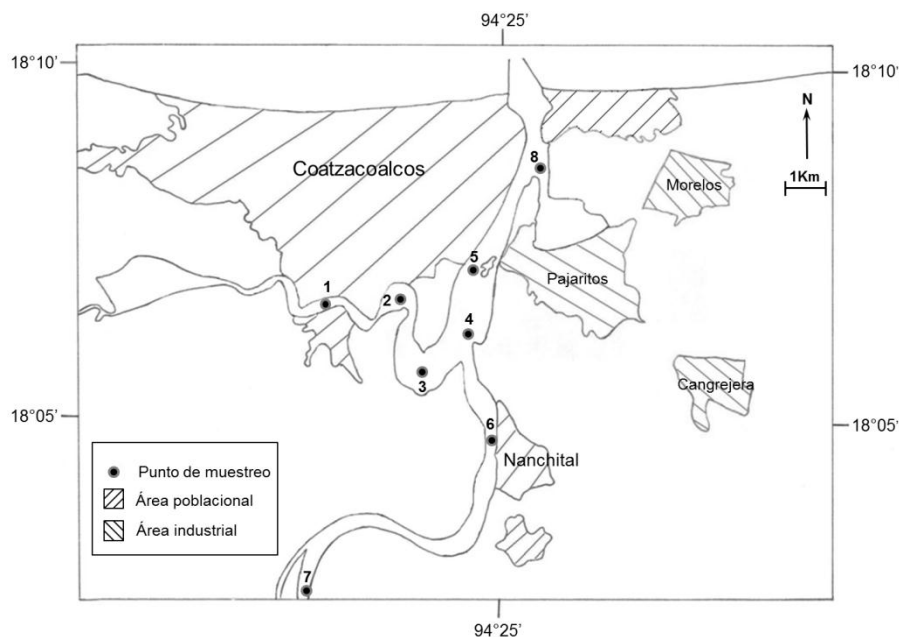 94°25'
18°10'
18°10'
N
1Km
8
Coatzacoalcos
Morelos
5
Pajaritos
1
2
4
3
Cangrejera
18°05'
18°05'
6
Nanchital
Punto de muestreo
Área poblacional
Área industrial
7
94°25'